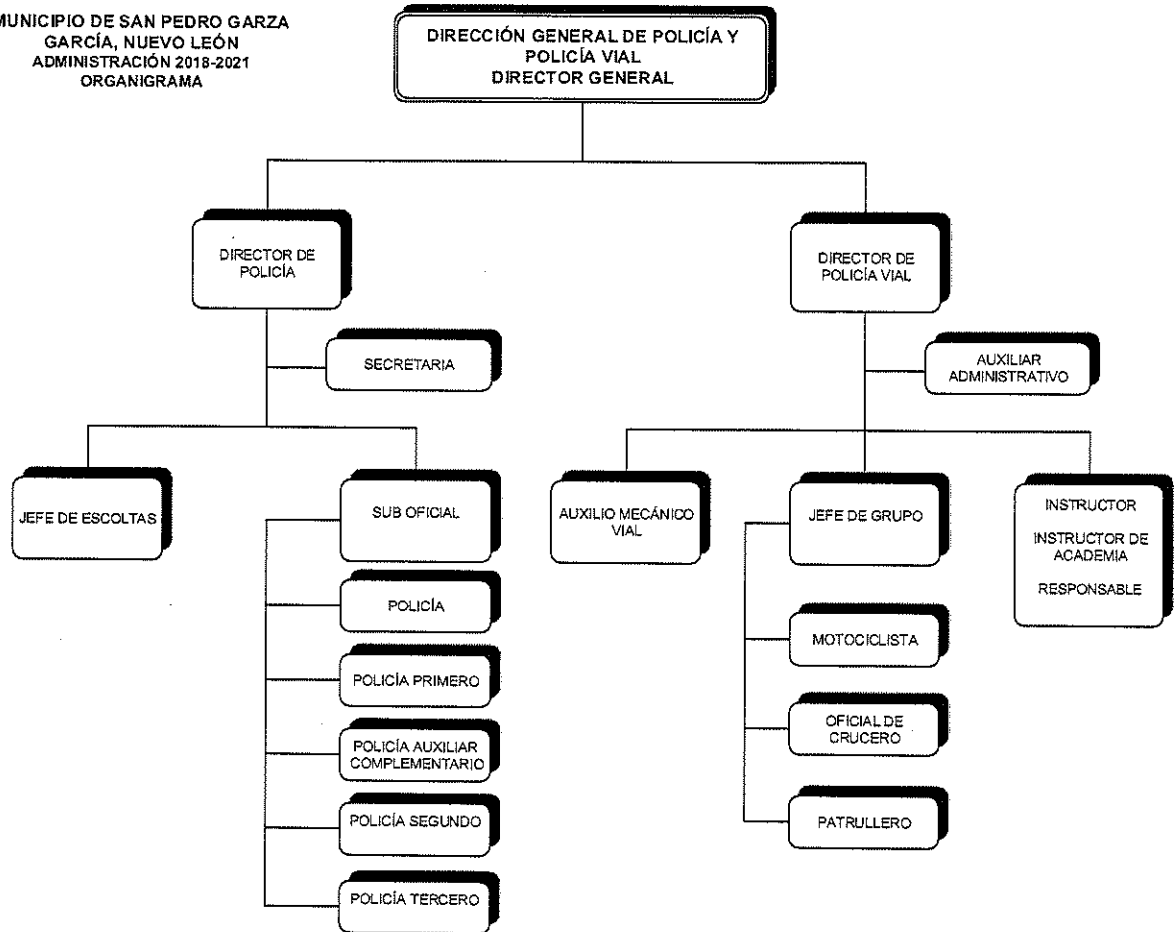 MUNICIPIO DE SAN PEDRO GARZA
GARCÍA, NUEVO LEÓN
ADMINISTRACIÓN 2018-2021
ORGANIGRAMA
DIRECCIÓN GENERAL DE POLICÍA Y
POLICÍA VIAL
DIRECTOR GENERAL
DIRECTOR DE
POLICÍA
DIRECTOR DE
POLICÍA VIAL
SECRETARIA
AUXILIAR
ADMINISTRATIVO
JEFE DE ESCOLTAS
SUB OFICIAL
POLICÍA
POLICÍA PRIMERO
POLICÍA AUXILIAR
COMPLEMENTARIO
POLICÍA SEGUNDO
POLICÍA TERCERO
AUXILIO MECÁNICO
VIAL
JEFE DE GRUPO
MOTOCICLISTA
OFICIAL DE
CRUCERO
PATRULLERO
INSTRUCTOR
INSTRUCTOR DE
ACADEMIA
RESPONSABLE